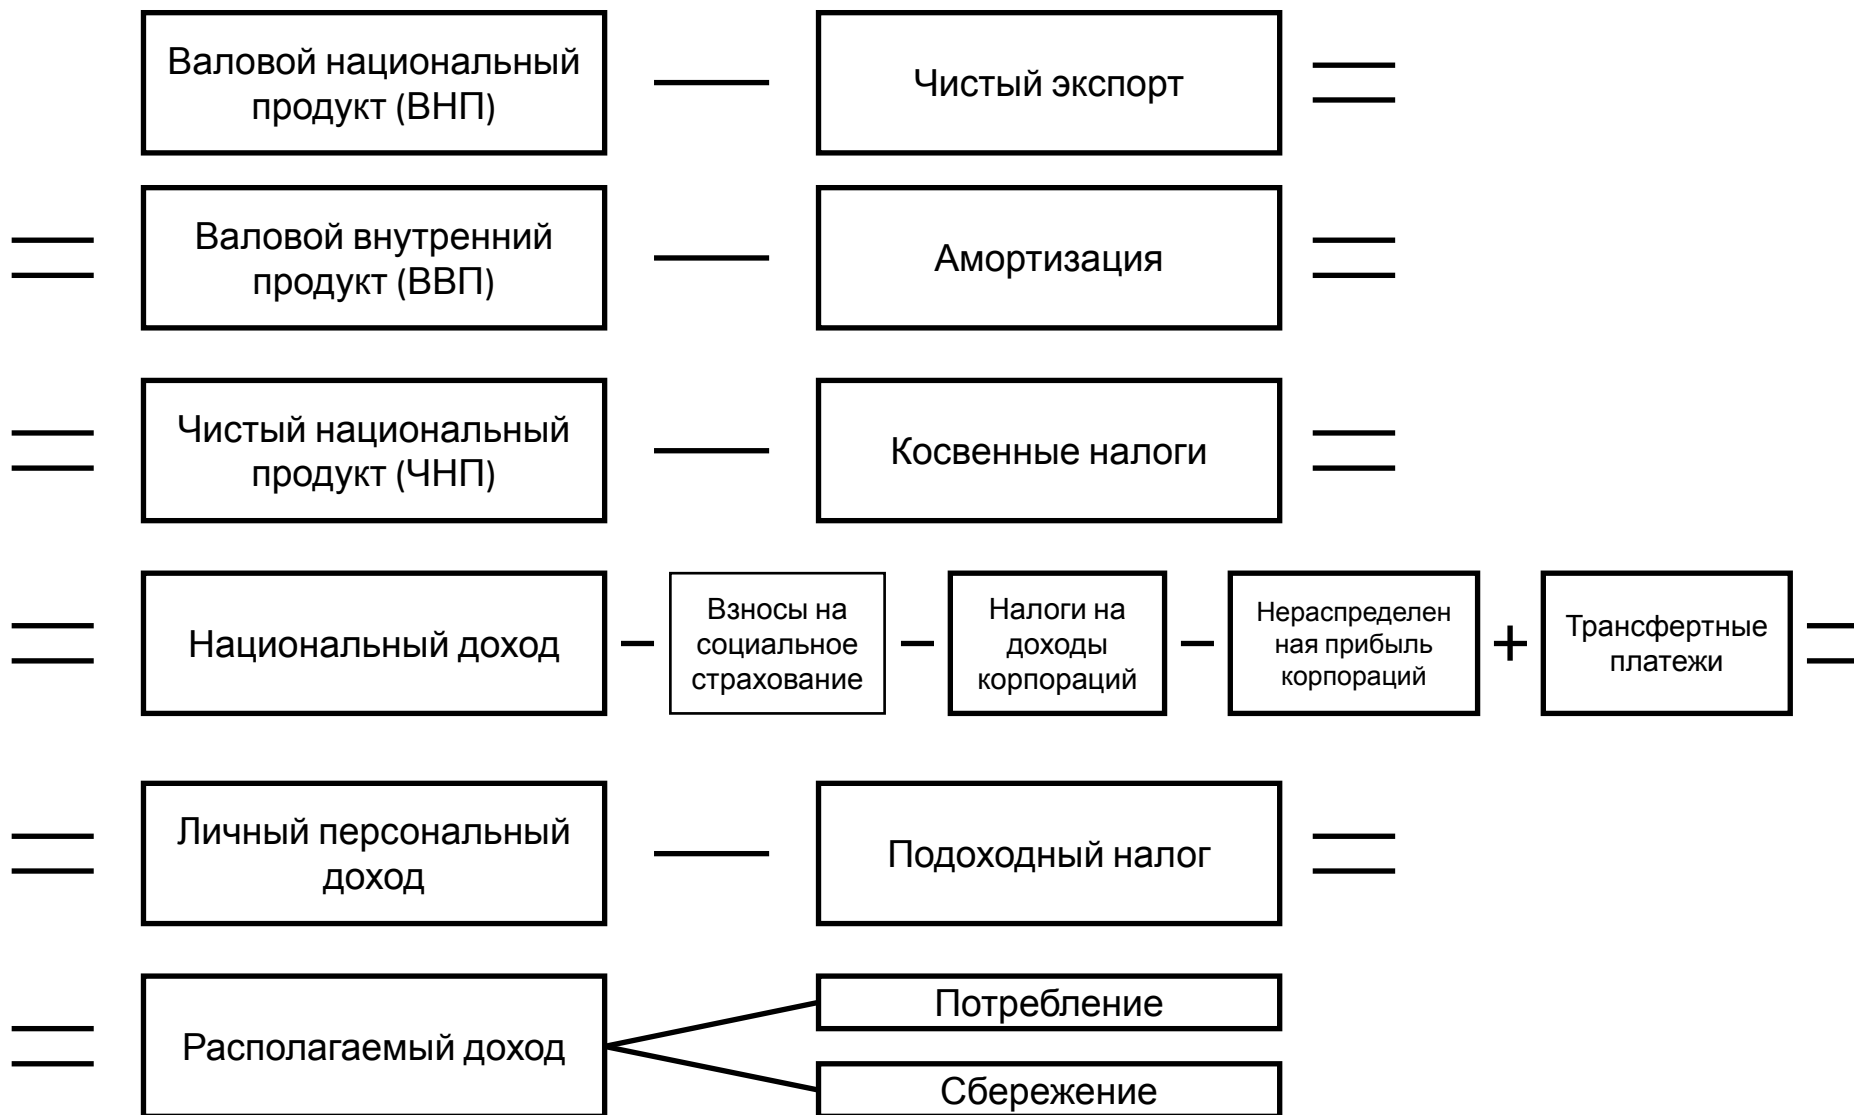 Валовой национальный
продукт (ВНП)
Чистый экспорт
Валовой внутренний
продукт (ВВП)
Амортизация
Чистый национальный
продукт (ЧНП)
Косвенные налоги
Национальный доход
Взносы на
социальное
страхование
Налоги на
доходы
корпораций
Нераспределен
ная прибыль
корпораций
Трансфертные
платежи
Личный персональный
доход
Подоходный налог
Располагаемый доход
Потребление
Сбережение